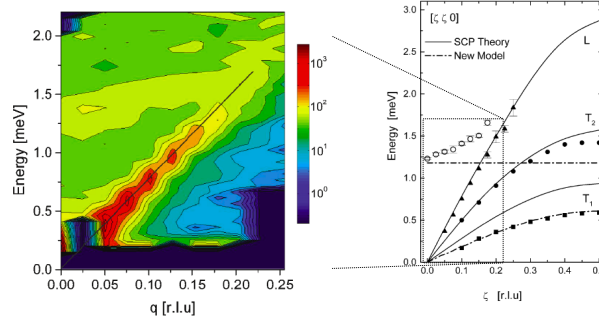 2.0
1.5
1.0
0.5
0.0
Energy [meV]
0.00
0.05
0.10
0.15
0.20
0.25
q [r.l.u]
10³
10²
10¹
10⁰
3.0
2.5
2.0
1.5
1.0
0.5
0.0
Energy [meV]
[ζ ζ 0]
SCP Theory
New Model
L
T₂
T₁
0.0
0.1
0.2
0.3
0.4
0.5
ζ [r.l.u]